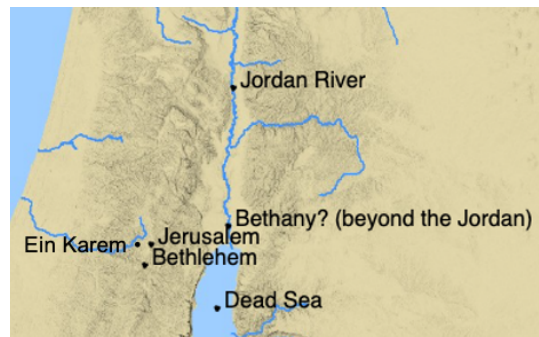 Jordan River
Bethany? (beyond the Jordan)
Ein Karem
Jerusalem
Bethlehem
Dead Sea